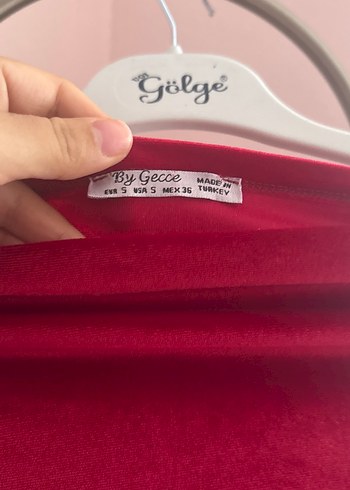 Gölge
By Gecce
MADE IN
TURKEY
EUR S USA S MEX 36